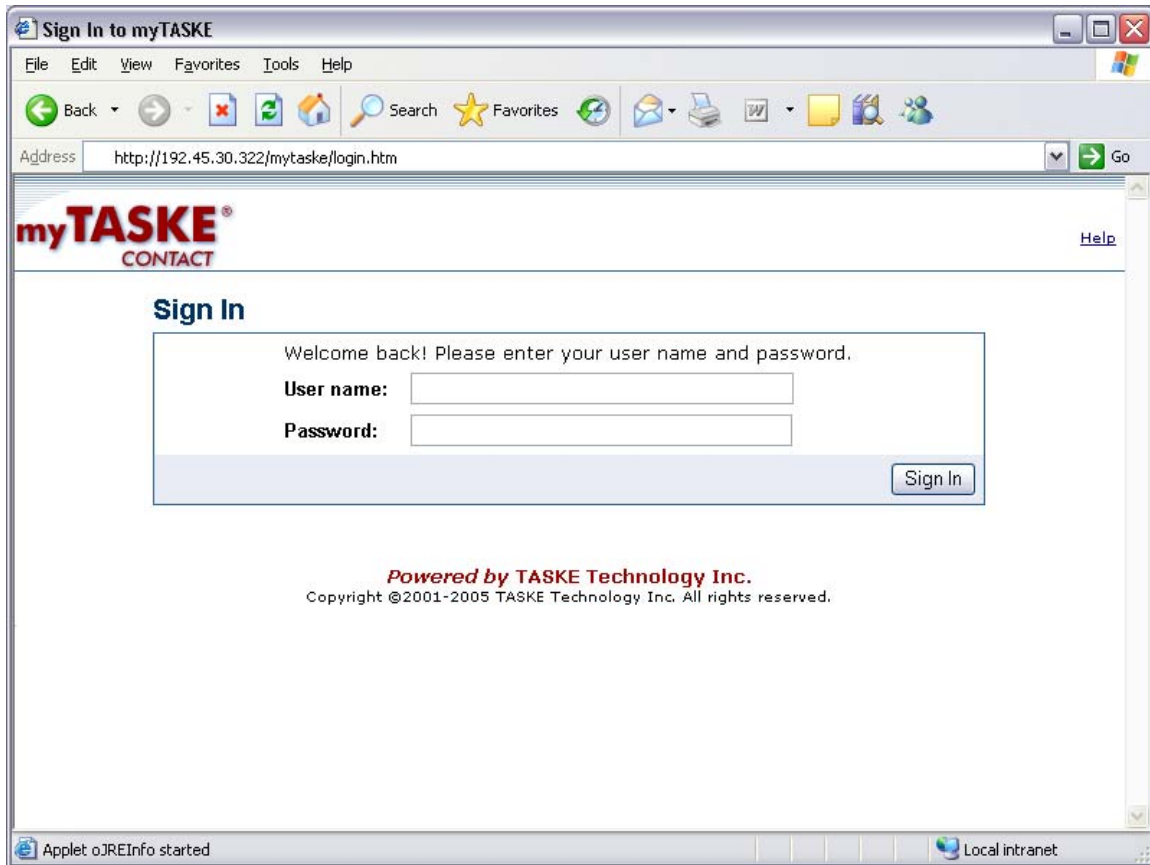 Sign In to myTASKE
File Edit View Favorites Tools Help
Back Search Favorites
Address http://192.45.30.322/mytaske/login.htm Go
myTASKE®
CONTACT
Help
Sign In
Welcome back! Please enter your user name and password.
User name:
Password:
Sign In
Powered by TASKE Technology Inc.
Copyright ©2001-2005 TASKE Technology Inc. All rights reserved.
Applet oJREInfo started Local intranet